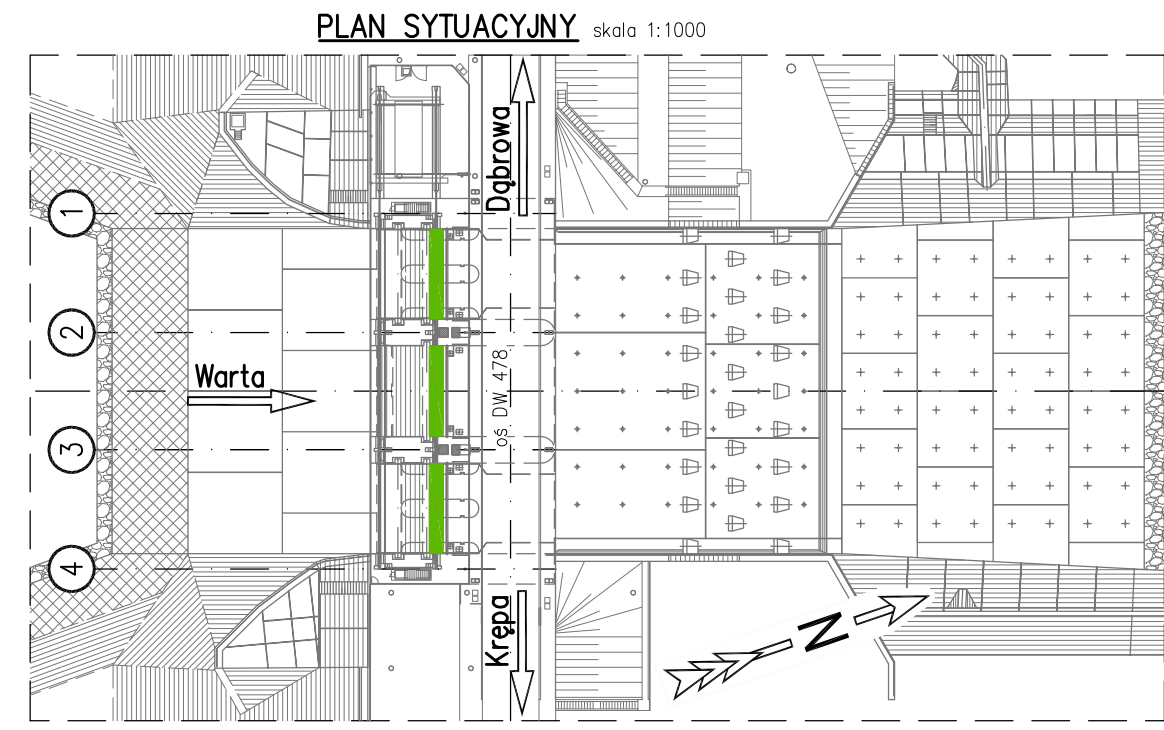 PLAN SYTUACYJNY skala 1:1000
Dąbrowa
1
2
Warta
oś DW 478
3
4
Krępa
N